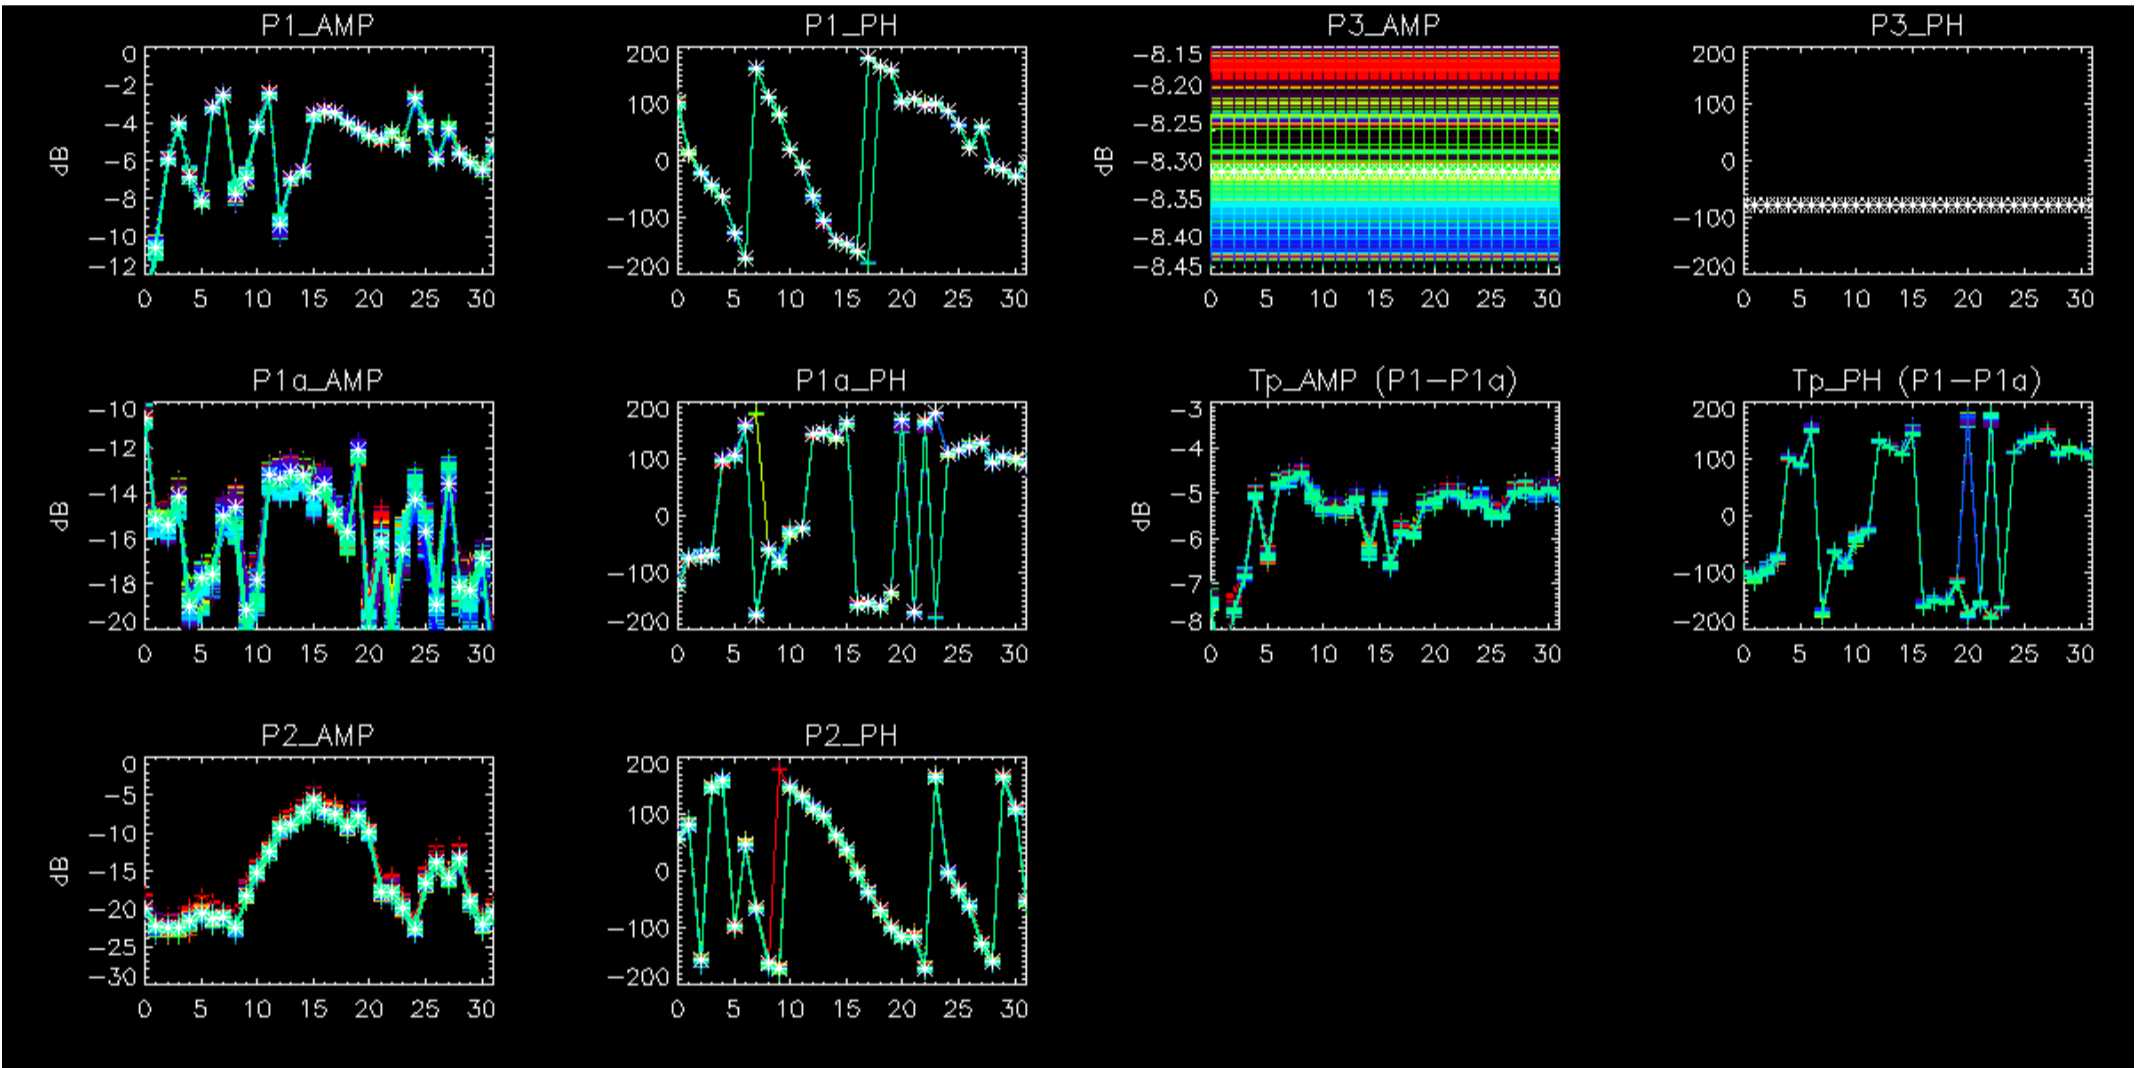 P1_AMP
dB
0
−2
−4
−6
−8
−10
−12
0 5 10 15 20 25 30
P1_PH
200
100
0
−100
−200
0 5 10 15 20 25 30
P3_AMP
dB
−8.15
−8.20
−8.25
−8.30
−8.35
−8.40
−8.45
0 5 10 15 20 25 30
P3_PH
200
100
0
−100
−200
0 5 10 15 20 25 30
P1a_AMP
dB
−10
−12
−14
−16
−18
−20
0 5 10 15 20 25 30
P1a_PH
200
100
0
−100
−200
0 5 10 15 20 25 30
Tp_AMP (P1−P1a)
dB
−3
−4
−5
−6
−7
−8
0 5 10 15 20 25 30
Tp_PH (P1−P1a)
200
100
0
−100
−200
0 5 10 15 20 25 30
P2_AMP
dB
0
−5
−10
−15
−20
−25
−30
0 5 10 15 20 25 30
P2_PH
200
100
0
−100
−200
0 5 10 15 20 25 30